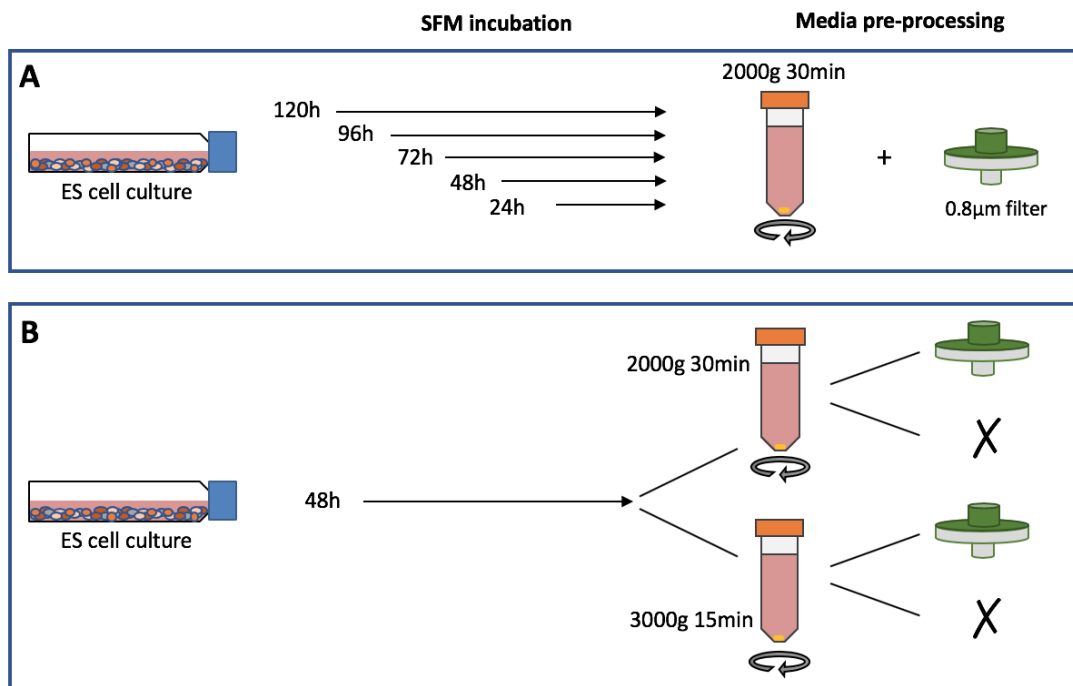 SFM incubation
Media pre-processing
A
2000g 30min
120h
96h
72h
48h
24h
+
ES cell culture
0.8µm filter
B
2000g 30min
48h
ES cell culture
3000g 15min